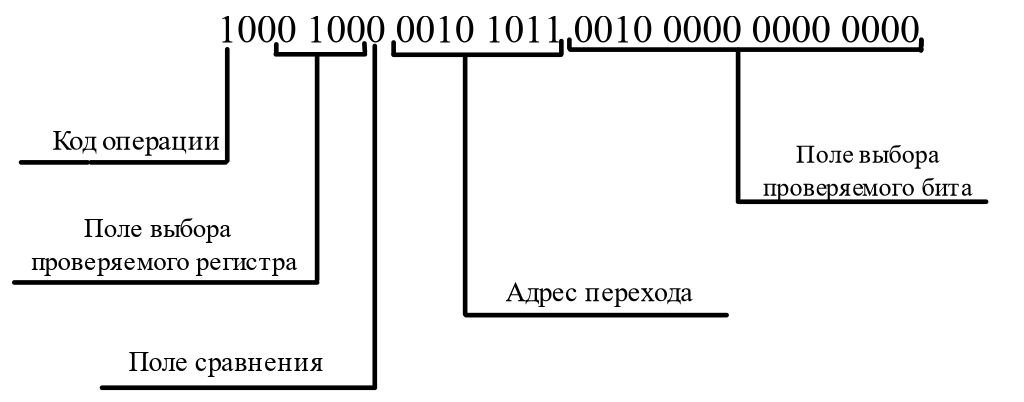 1000 1000 0010 1011 0010 0000 0000 0000
Код операции
Поле выбора
проверяемого бита
Поле выбора
проверяемого регистра
Адрес перехода
Поле сравнения